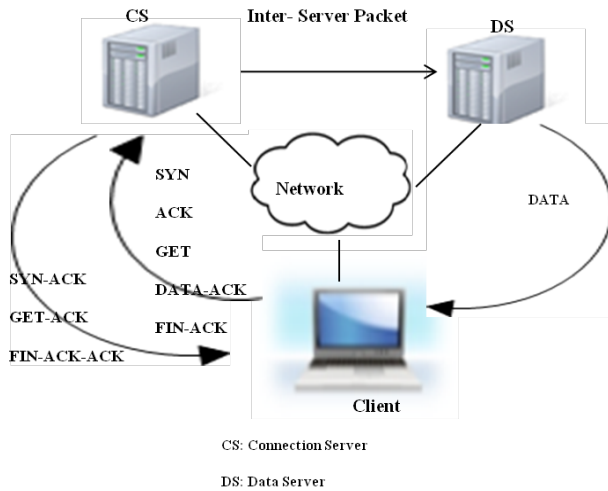 CS
Inter- Server Packet
DS
SYN
Network
ACK
DATA
GET
SYN-ACK
DATA-ACK
GET-ACK
FIN-ACK
FIN-ACK-ACK
Client
CS: Connection Server
DS: Data Server